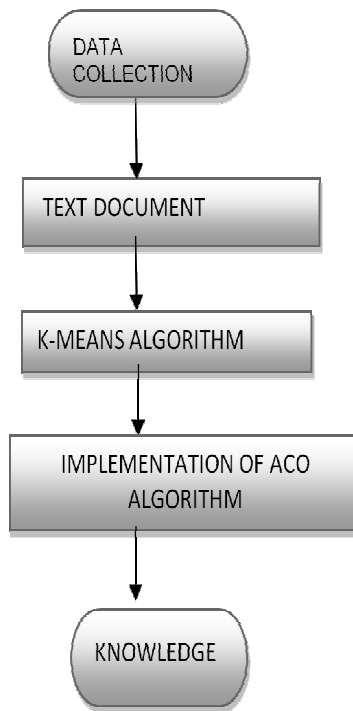 DATA
COLLECTION
TEXT DOCUMENT
K-MEANS ALGORITHM
IMPLEMENTATION OF ACO
ALGORITHM
KNOWLEDGE